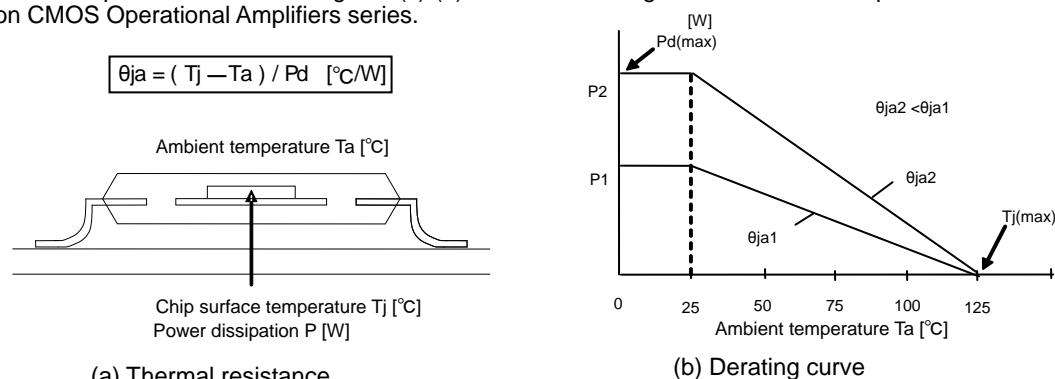 on CMOS Operational Amplifiers series.
θja = ( Tj —Ta ) / Pd [°C/W]
Ambient temperature Ta [°C]
Chip surface temperature Tj [°C]
Power dissipation P [W]
(a) Thermal resistance
[W]
Pd(max)
P2
θja2 <θja1
P1
θja2
Tj(max)
θja1
0 25 50 75 100 125
Ambient temperature Ta [°C]
(b) Derating curve